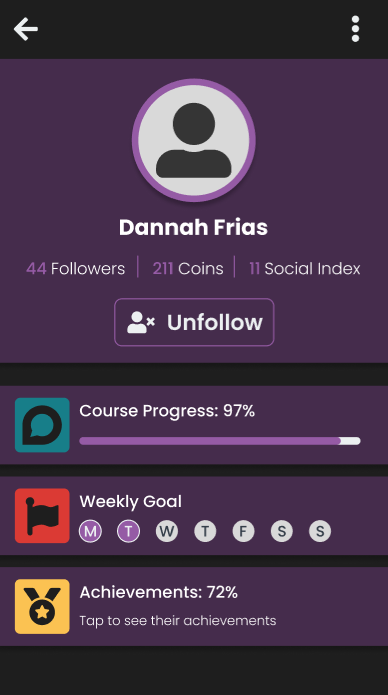 Dannah Frias
44 Followers 211 Coins 11 Social Index
Unfollow
Course Progress: 97%
Weekly Goal
M T W T F S S
Achievements: 72%
Tap to see their achievements